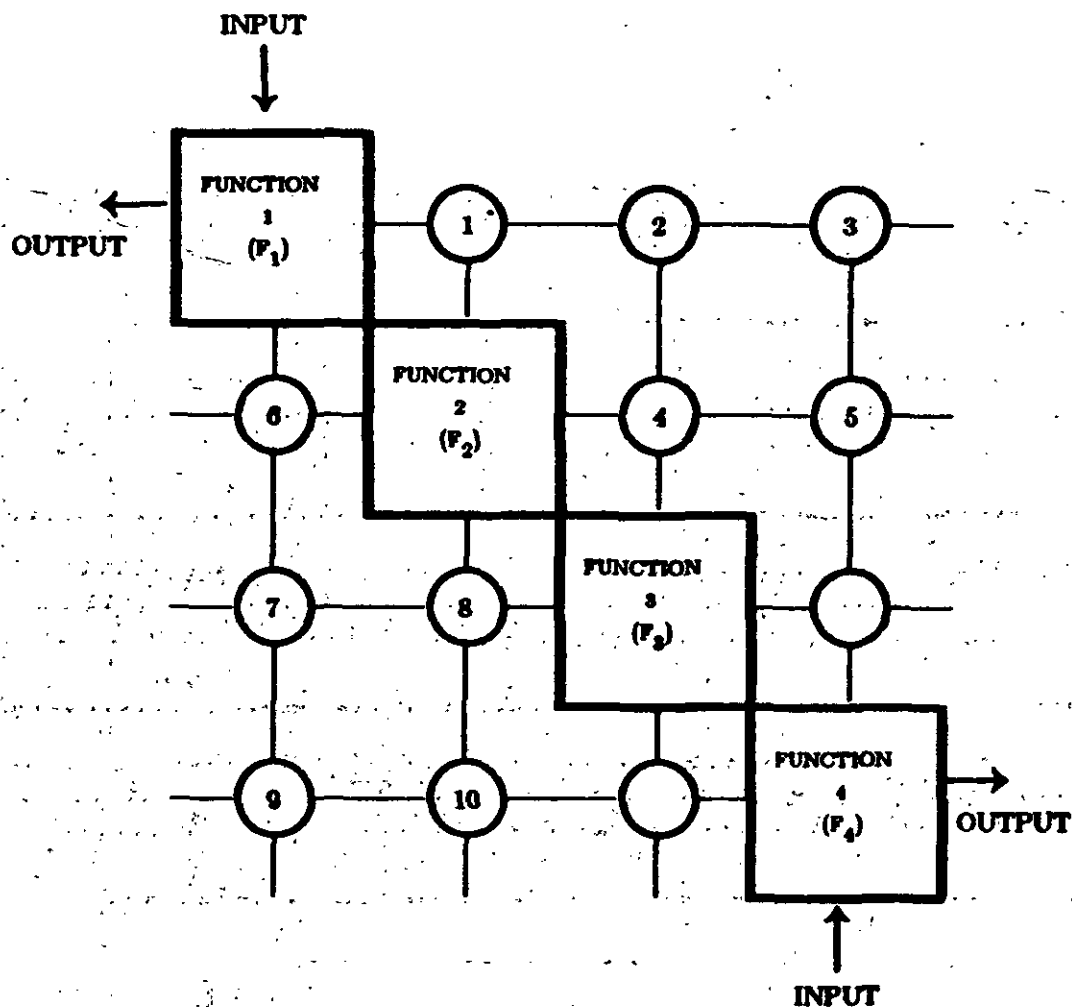 INPUT
FUNCTION
1
(F₁)
OUTPUT
1
2
3
FUNCTION
2
(F₂)
6
4
5
FUNCTION
3
(F₃)
7
8
FUNCTION
4
(F₄)
9
10
OUTPUT
INPUT